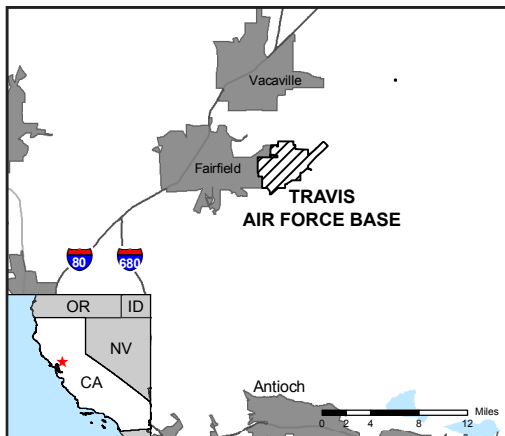 Vacaville
Fairfield
TRAVIS
AIR FORCE BASE
80
680
OR
ID
NV
CA
Antioch
Miles
0 2 4 8 12